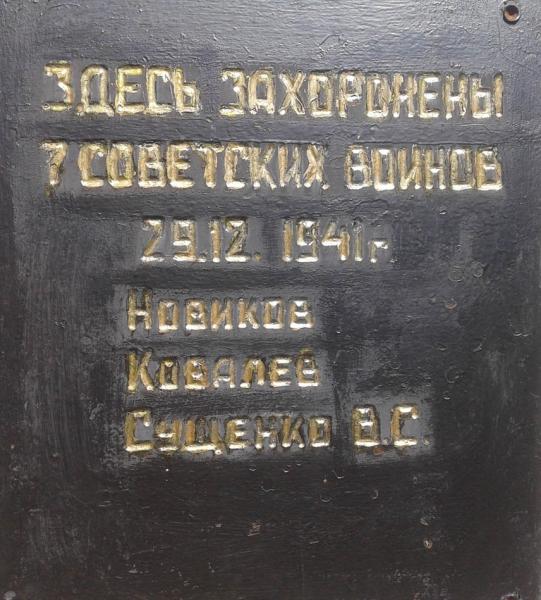 ЗДЕСЬ ЗАХОРОНЕНЫ
7 СОВЕТСКИХ ВОИНОВ
29.12. 1941г.
НОВИКОВ
КОВАЛЕВ
СУЩЕНКО В.С.